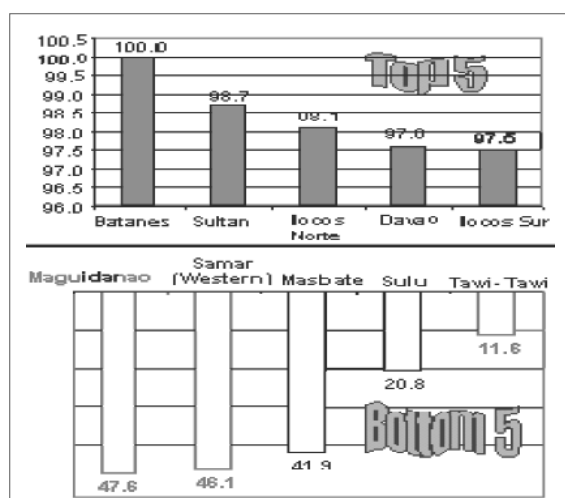 100.5
100.0
99.5
99.0
98.5
98.0
97.5
97.0
96.5
96.0
100.0
98.7
97.5
Top 5
Batanes
Sultan
Ilocos Norte
Davao
Ilocos Sur
Maguidanao
Samar (Western)
Masbate
Sulu
Tawi-Tawi
47.6
46.1
41.9
20.8
11.6
Bottom 5